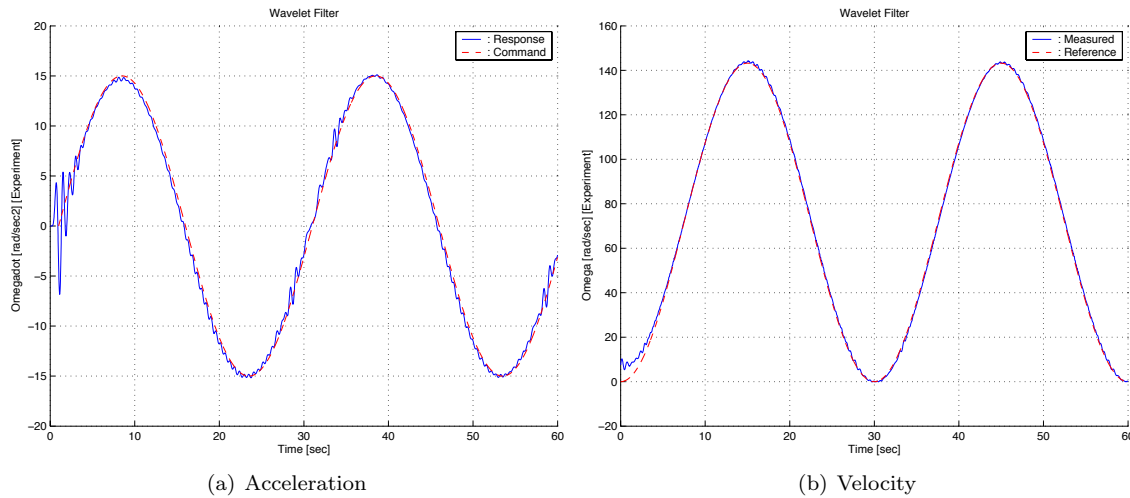 Wavelet Filter
20
15
10
5
0
−5
−10
−15
−20
0
10
20
30
40
50
60
Omegadot [rad/sec2] [Experiment]
Time [sec]
: Response
: Command
(a) Acceleration
Wavelet Filter
160
140
120
100
80
60
40
20
0
−20
0
10
20
30
40
50
60
Omega [rad/sec] [Experiment]
Time [sec]
: Measured
: Reference
(b) Velocity